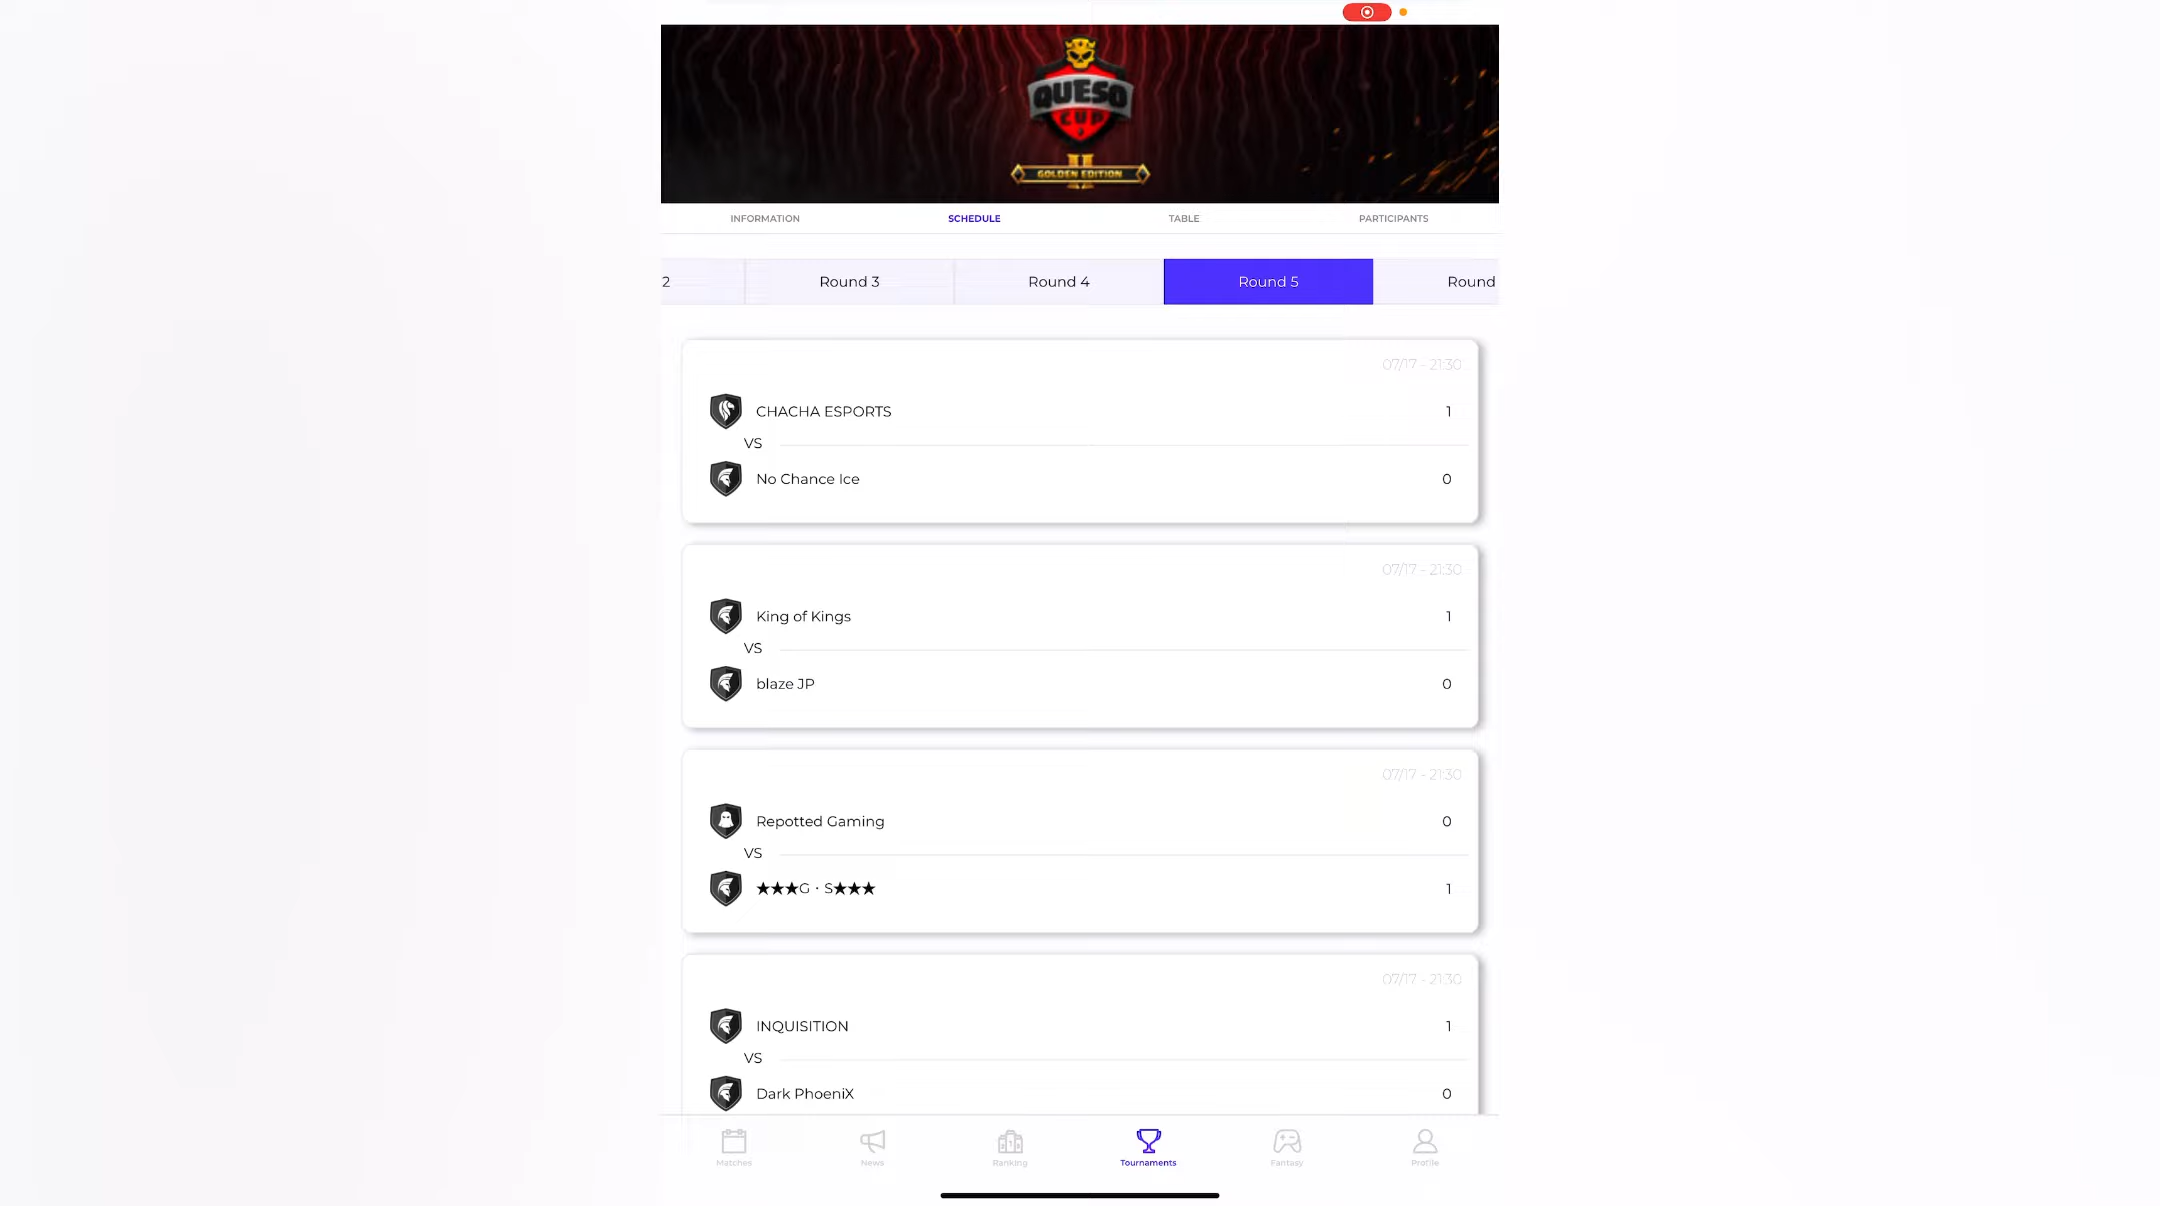 QUESO
CUP
II
GOLDEN EDITION
INFORMATION SCHEDULE TABLE PARTICIPANTS
2 Round 3 Round 4 Round 5 Round
07/17 - 21:30
CHACHA ESPORTS 1
VS
No Chance Ice 0
07/17 - 21:30
King of Kings 1
VS
blaze JP 0
07/17 - 21:30
Repotted Gaming 0
VS
★★★G・S★★★ 1
07/17 - 21:30
INQUISITION 1
VS
Dark PhoeniX 0
Matches News Ranking Tournaments Fantasy Profile